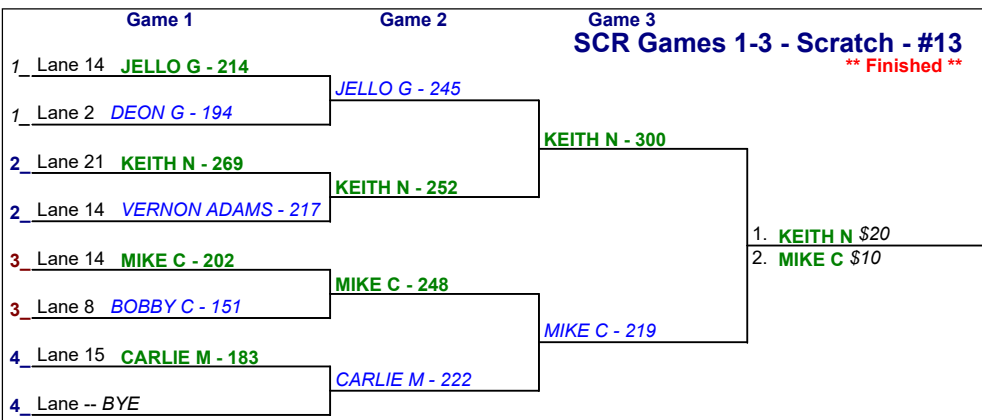 Game 1 Game 2 Game 3
SCR Games 1-3 - Scratch - #13
** Finished **
1_ Lane 14 JELLO G - 214
JELLO G - 245
1_ Lane 2 DEON G - 194
KEITH N - 300
2_ Lane 21 KEITH N - 269
KEITH N - 252
2_ Lane 14 VERNON ADAMS - 217
1. KEITH N $20
2. MIKE C $10
3_ Lane 14 MIKE C - 202
MIKE C - 248
3_ Lane 8 BOBBY C - 151
MIKE C - 219
4_ Lane 15 CARLIE M - 183
CARLIE M - 222
4_ Lane -- BYE